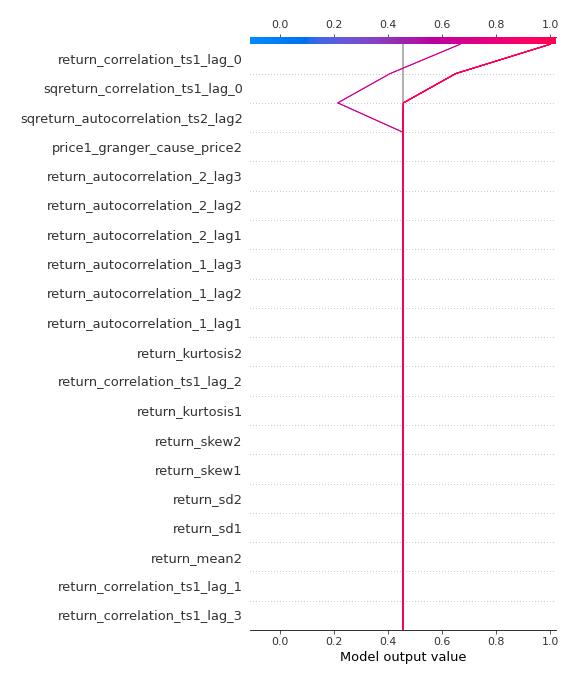 0.0 0.2 0.4 0.6 0.8 1.0
return_correlation_ts1_lag_0
sqreturn_correlation_ts1_lag_0
sqreturn_autocorrelation_ts2_lag2
price1_granger_cause_price2
return_autocorrelation_2_lag3
return_autocorrelation_2_lag2
return_autocorrelation_2_lag1
return_autocorrelation_1_lag3
return_autocorrelation_1_lag2
return_autocorrelation_1_lag1
return_kurtosis2
return_correlation_ts1_lag_2
return_kurtosis1
return_skew2
return_skew1
return_sd2
return_sd1
return_mean2
return_correlation_ts1_lag_1
return_correlation_ts1_lag_3
0.0 0.2 0.4 0.6 0.8 1.0
Model output value